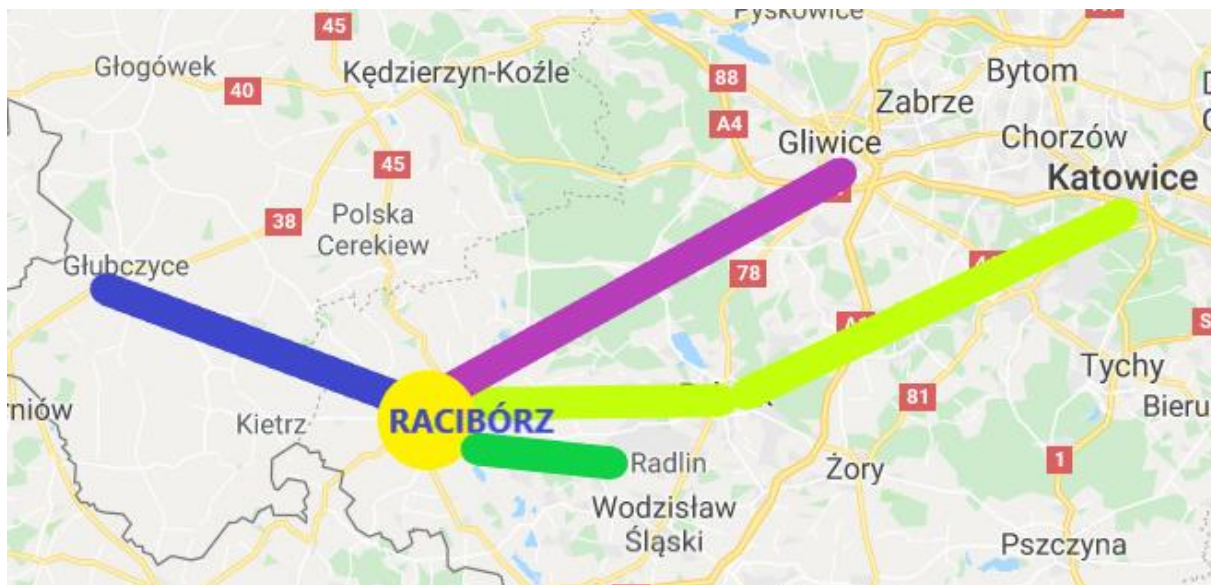 45
Pyskowice
Głogówek
Kędzierzyn-Koźle
88
Bytom
40
Zabrze
A4
Gliwice
Chorzów
45
Katowice
Polska
Cerekiew
38
Głubczyce
78
Tychy
81
Kietrz
RACIBÓRZ
Radlin
Żory
1
Wodzisław
Śląski
Pszczyna